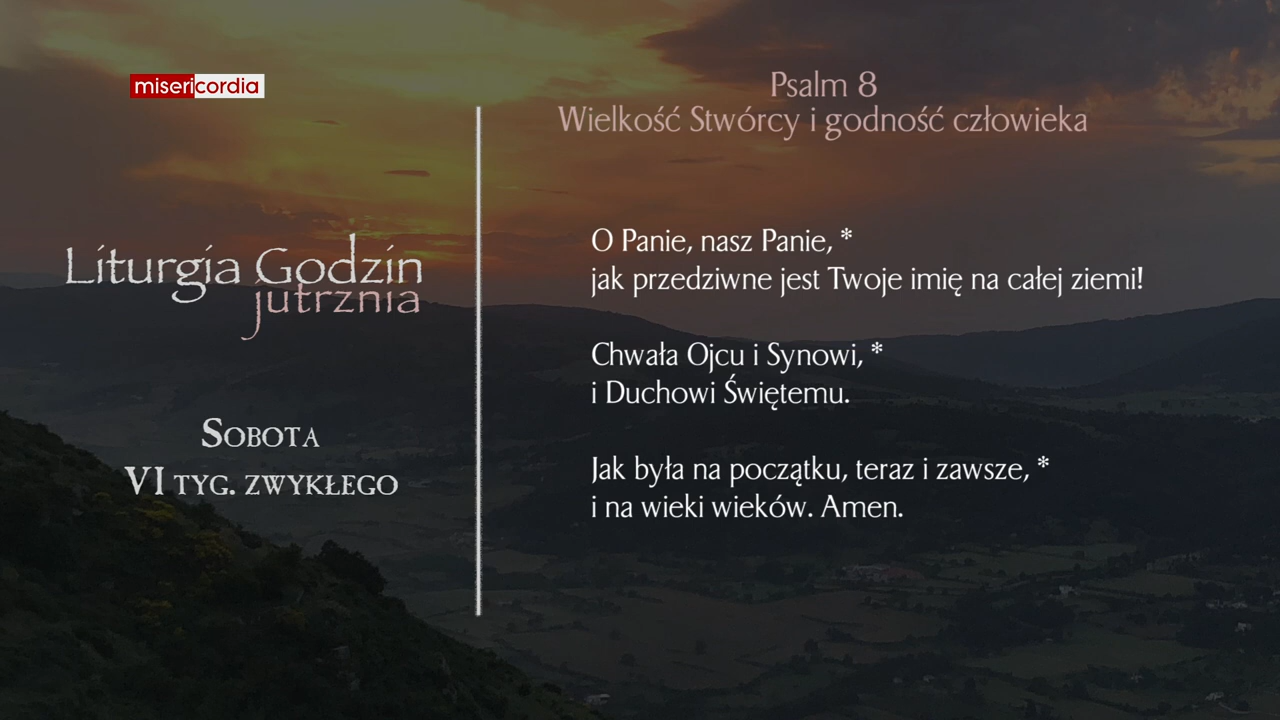 misericordia
Liturgia Godzin
jutrznia
Sobota
VI tyg. zwykłego
Psalm 8
Wielkość Stwórcy i godność człowieka
O Panie, nasz Panie, *
jak przedziwne jest Twoje imię na całej ziemi!
Chwała Ojcu i Synowi, *
i Duchowi Świętemu.
Jak była na początku, teraz i zawsze, *
i na wieki wieków. Amen.